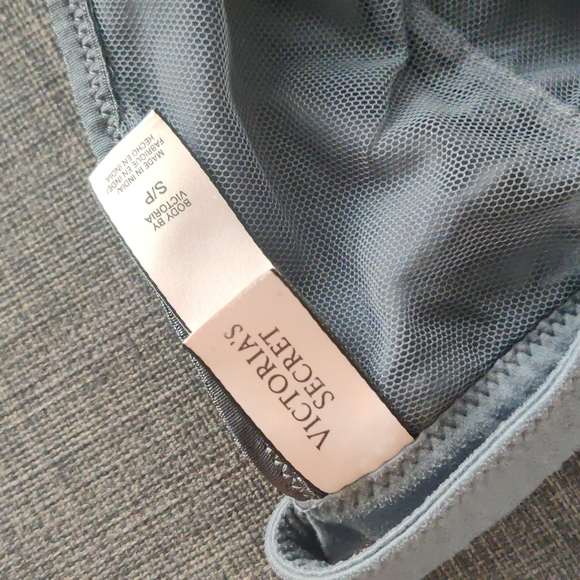 VICTORIA'S
SECRET
BODY BY
VICTORIA
S/P
MADE IN INDIA/
FABRIQUÉ EN INDE/
HECHO EN INDIA